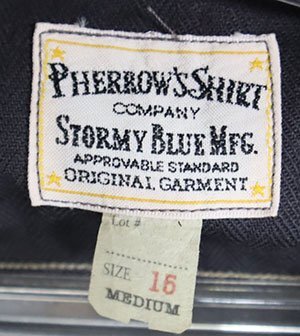 PHERROW'S SHIRT
COMPANY
STORMY BLUE MFG.
APPROVABLE STANDARD
ORIGINAL GARMENT
Lot #
SIZE 16
MEDIUM